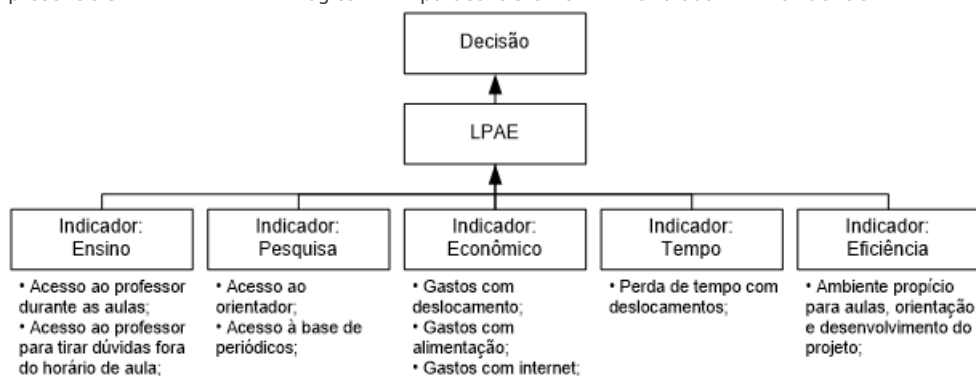 Decisão
LPAE
Indicador:
Ensino
Indicador:
Pesquisa
Indicador:
Econômico
Indicador:
Tempo
Indicador:
Eficiência
• Acesso ao professor
durante as aulas;
• Acesso ao professor
para tirar dúvidas fora
do horário de aula;
• Acesso ao
orientador;
• Acesso à base de
periódicos;
• Gastos com
deslocamento;
• Gastos com
alimentação;
• Gastos com internet;
• Perda de tempo com
deslocamentos;
• Ambiente propício
para aulas, orientação
e desenvolvimento do
projeto;